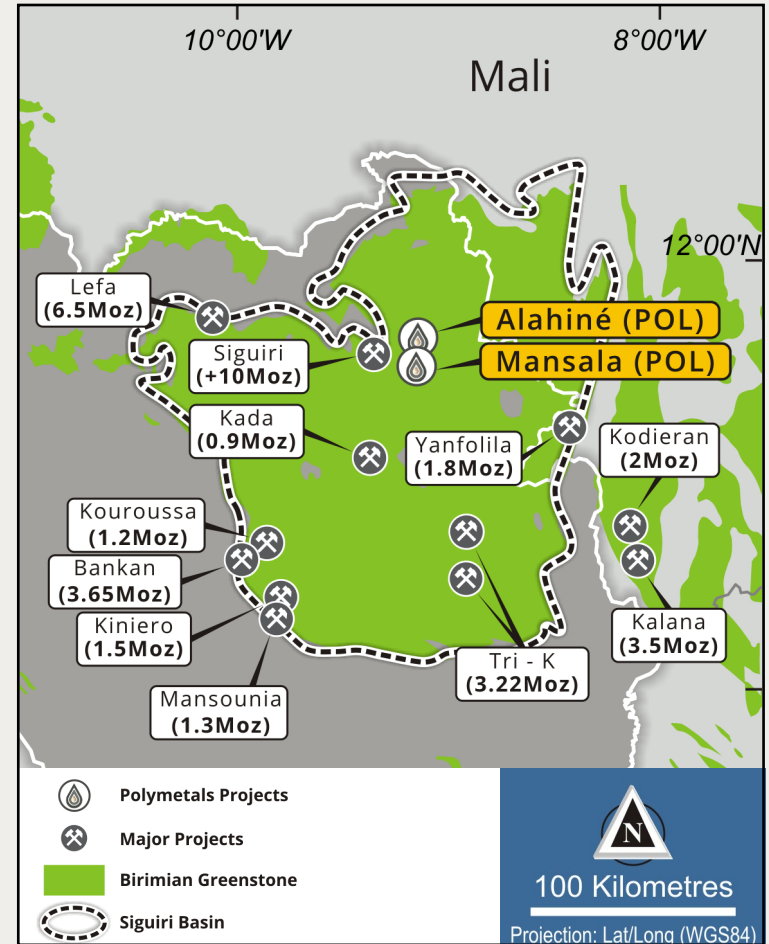 10°00'W
8°00'W
Mali
12°00'N
Lefa
(6.5Moz)
Alahiné (POL)
Siguiri
(+10Moz)
Mansala (POL)
Kada
(0.9Moz)
Yanfolila
(1.8Moz)
Kodieran
(2Moz)
Kouroussa
(1.2Moz)
Bankan
(3.65Moz)
Kiniero
(1.5Moz)
Kalana
(3.5Moz)
Tri - K
(3.22Moz)
Mansounia
(1.3Moz)
Polymetals Projects
Major Projects
Birimian Greenstone
Siguiri Basin
N
100 Kilometres
Projection: Lat/Long (WGS84)